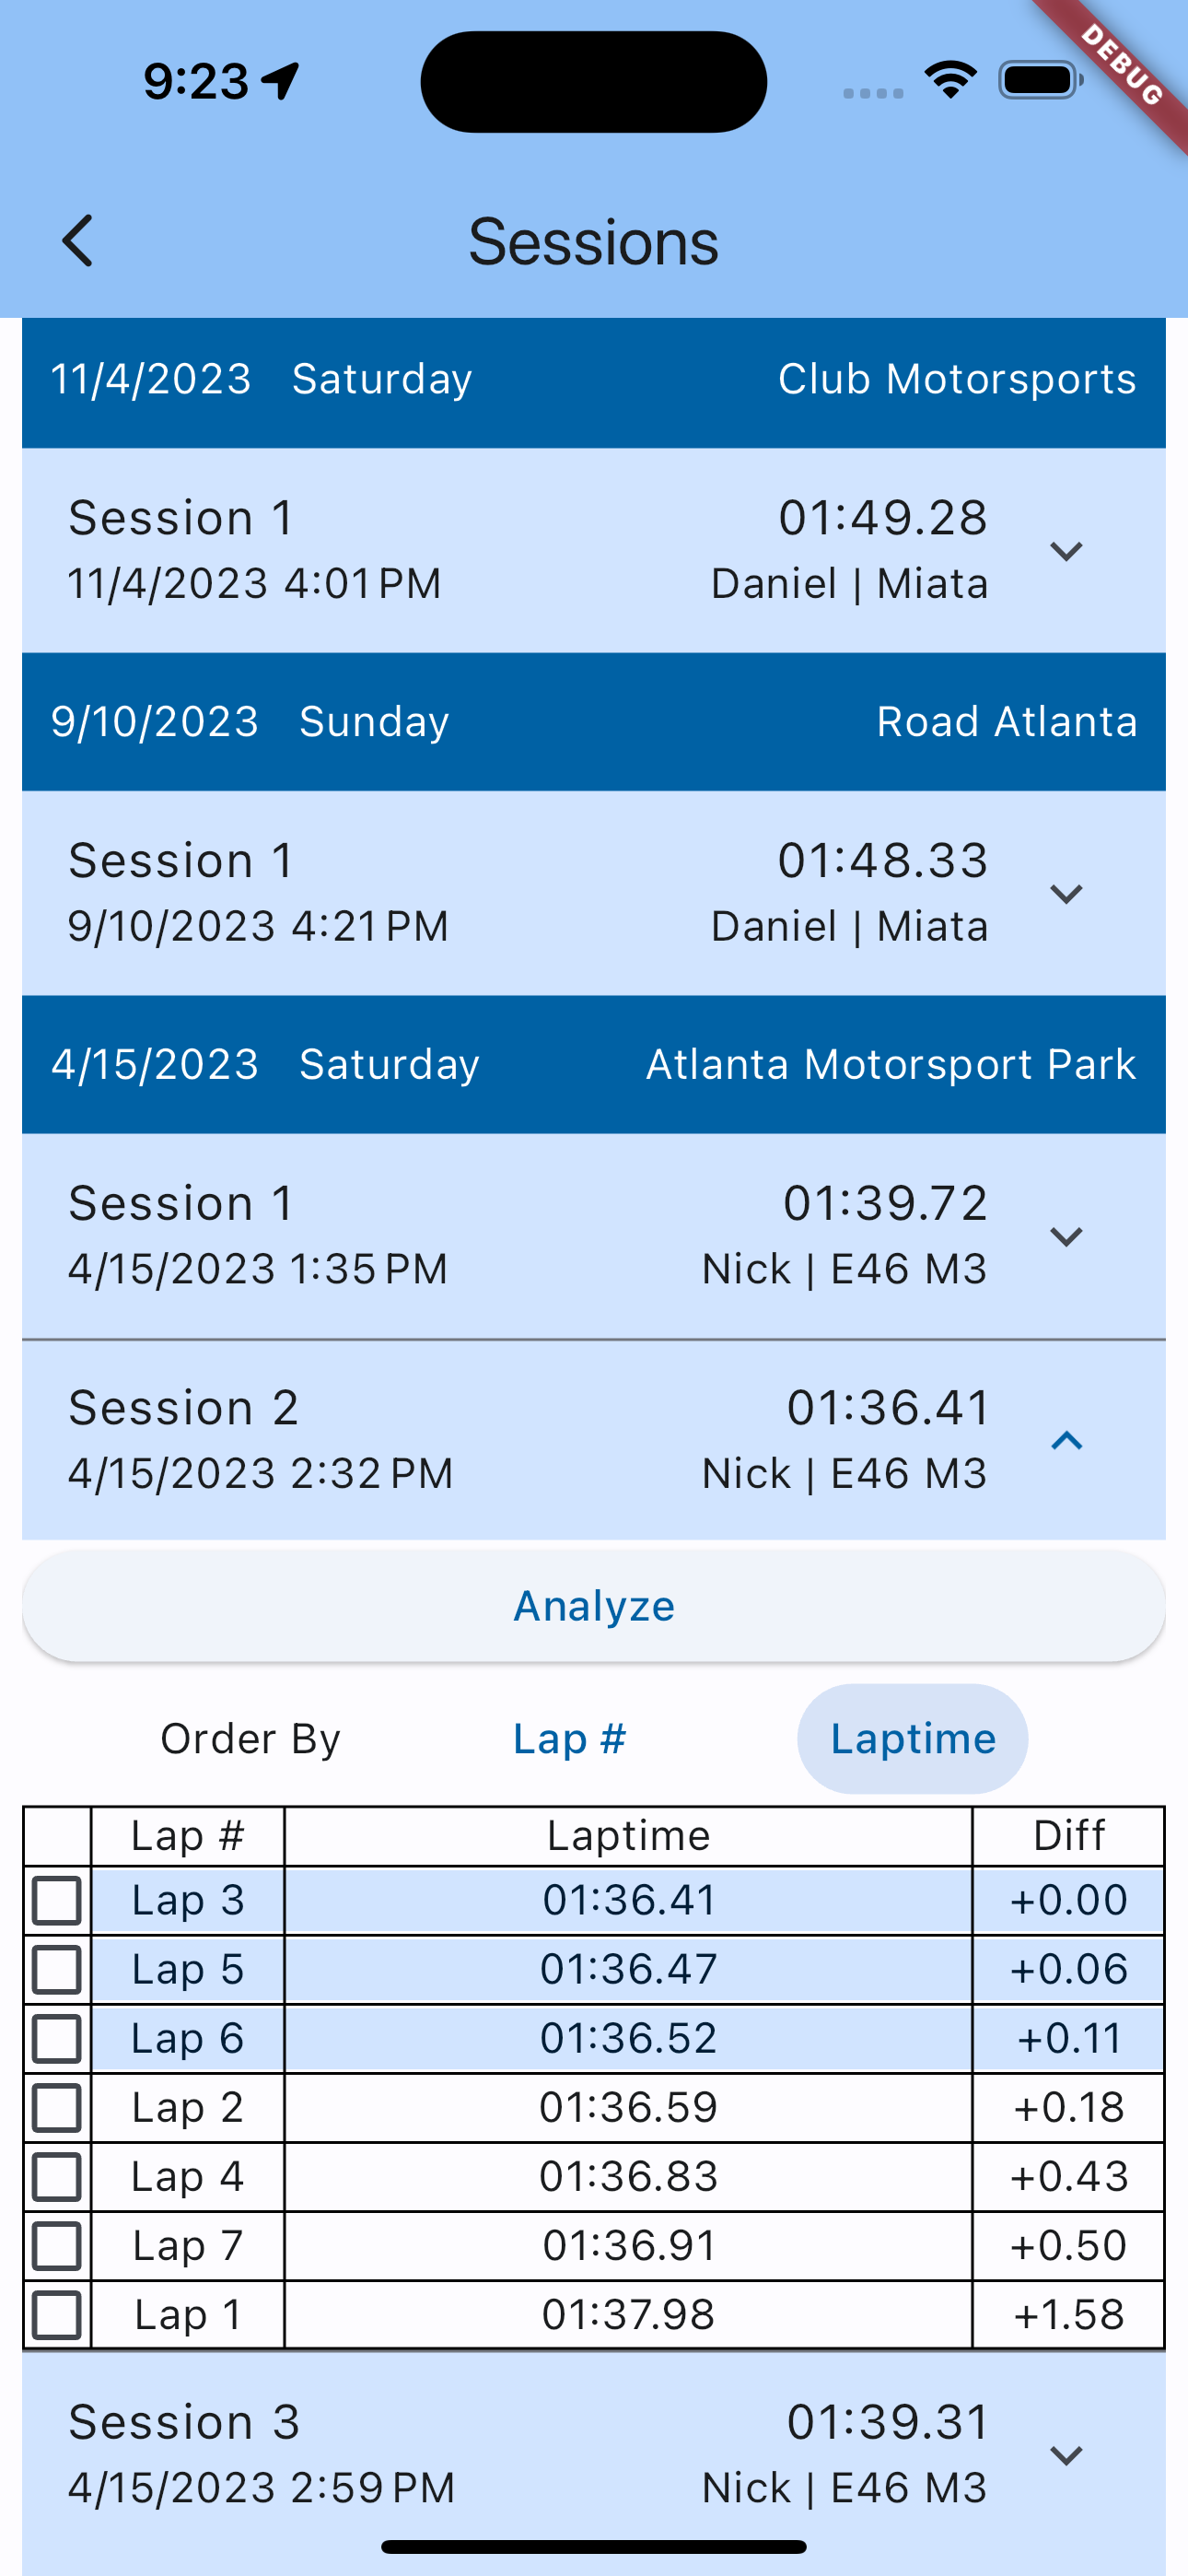 9:23
DEBUG
Sessions
11/4/2023 Saturday Club Motorsports
Session 1 01:49.28
11/4/2023 4:01 PM Daniel | Miata
9/10/2023 Sunday Road Atlanta
Session 1 01:48.33
9/10/2023 4:21 PM Daniel | Miata
4/15/2023 Saturday Atlanta Motorsport Park
Session 1 01:39.72
4/15/2023 1:35 PM Nick | E46 M3
Session 2 01:36.41
4/15/2023 2:32 PM Nick | E46 M3
Analyze
Order By Lap # Laptime
Lap # Laptime Diff
Lap 3 01:36.41 +0.00
Lap 5 01:36.47 +0.06
Lap 6 01:36.52 +0.11
Lap 2 01:36.59 +0.18
Lap 4 01:36.83 +0.43
Lap 7 01:36.91 +0.50
Lap 1 01:37.98 +1.58
Session 3 01:39.31
4/15/2023 2:59 PM Nick | E46 M3